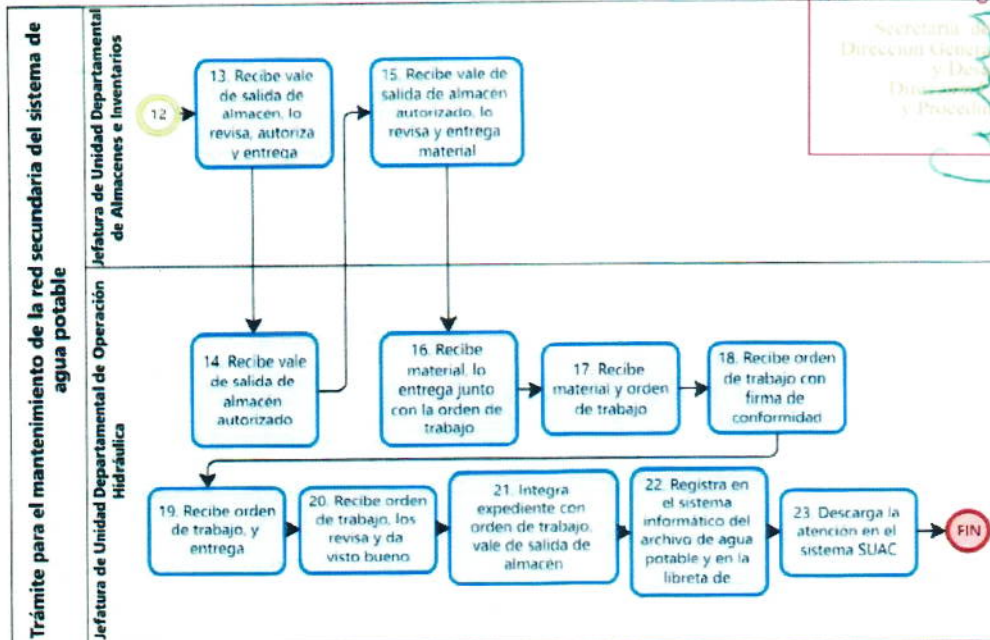 Trámite para el mantenimiento de la red secundaria del sistema de
agua potable
Jefatura de Unidad Departamental
de Almacenes e Inventarios
12
13. Recibe vale
de salida de
almacén, lo
revisa, autoriza
y entrega
15. Recibe vale de
salida de almacén
autorizado, lo
revisa y entrega
material
Secretaría de
Dirección General
y Procedim
Jefatura de Unidad Departamental de Operación
Hidráulica
14. Recibe vale
de salida de
almacén
autorizado
16. Recibe
material, lo
entrega junto
con la orden de
trabajo
17. Recibe
material y orden
de trabajo
18. Recibe orden
de trabajo con
firma de
conformidad
19. Recibe orden
de trabajo, y
entrega
20. Recibe orden
de trabajo, los
revisa y da
visto bueno
21. Integra
expediente con
orden de trabajo,
vale de salida de
almacén
22. Registra en
el sistema
informático del
archivo de agua
potable y en la
libreta de
23. Descarga la
atención en el
sistema SUAC
FIN